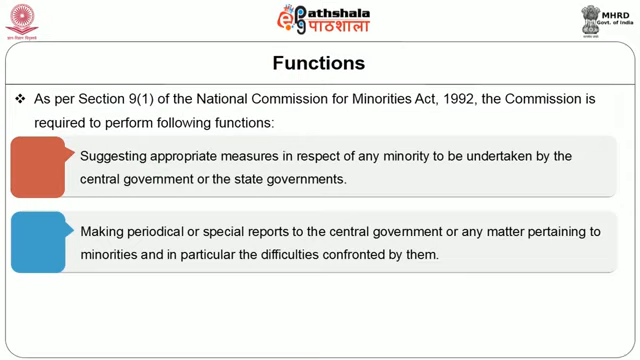 ePathshala
पाठशाला
MHRD
Govt. of India
Functions
❖ As per Section 9(1) of the National Commission for Minorities Act, 1992, the Commission is
required to perform following functions:
Suggesting appropriate measures in respect of any minority to be undertaken by the
central government or the state governments.
Making periodical or special reports to the central government or any matter pertaining to
minorities and in particular the difficulties confronted by them.